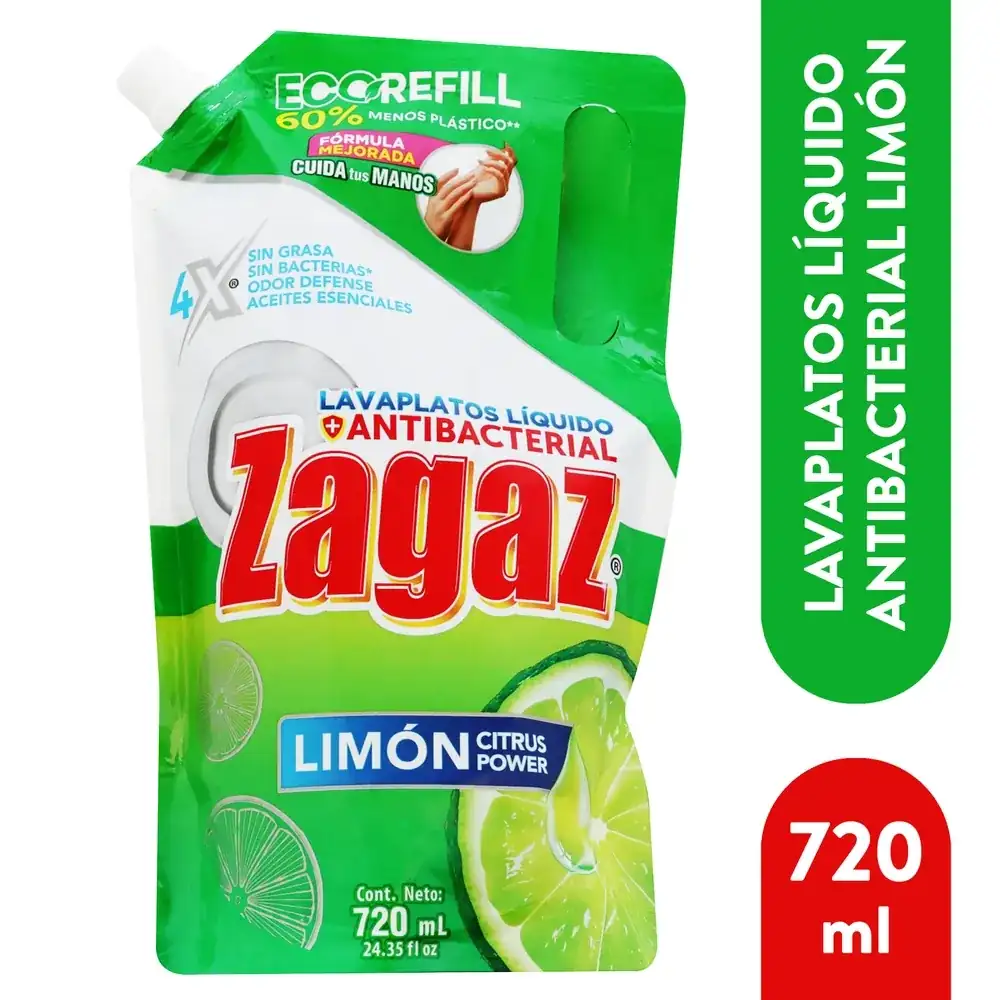 ECOREFILL
60% MENOS PLÁSTICO**
FÓRMULA
MEJORADA
CUIDA tus MANOS
4X®
SIN GRASA
SIN BACTERIAS*
ODOR DEFENSE
ACEITES ESENCIALES
LAVAPLATOS LÍQUIDO
ANTIBACTERIAL
Zagaz®
LIMÓN CITRUS
POWER
Cont. Neto:
720 mL
24.35 fl oz
LAVAPLATOS LÍQUIDO
ANTIBACTERIAL LIMÓN
720
ml